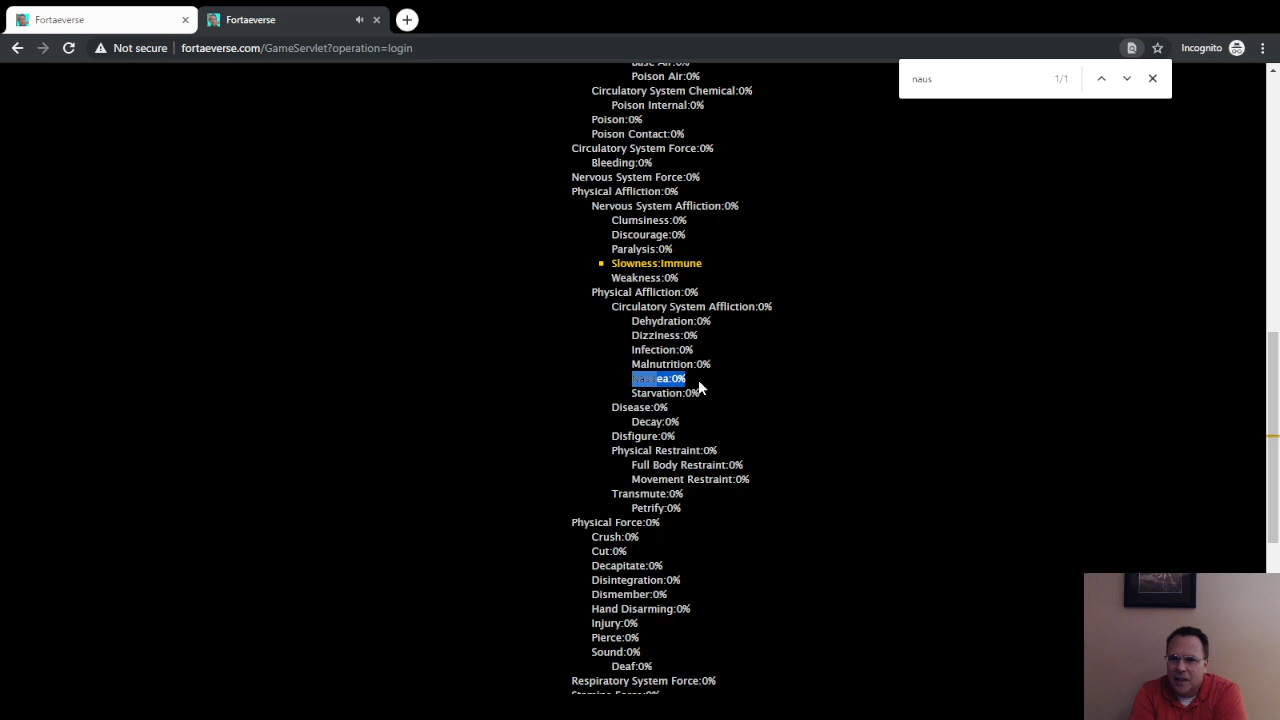 Fortaeverse
Fortaeverse
Not secure
fortaeverse.com/GameServlet?operation=login
Incognito
naus
1/1
Base Air:0%
Poison Air:0%
Circulatory System Chemical:0%
Poison Internal:0%
Poison:0%
Poison Contact:0%
Circulatory System Force:0%
Bleeding:0%
Nervous System Force:0%
Physical Affliction:0%
Nervous System Affliction:0%
Clumsiness:0%
Discourage:0%
Paralysis:0%
Slowness:Immune
Weakness:0%
Physical Affliction:0%
Circulatory System Affliction:0%
Dehydration:0%
Dizziness:0%
Infection:0%
Malnutrition:0%
Nausea:0%
Starvation:0%
Disease:0%
Decay:0%
Disfigure:0%
Physical Restraint:0%
Full Body Restraint:0%
Movement Restraint:0%
Transmute:0%
Petrify:0%
Physical Force:0%
Crush:0%
Cut:0%
Decapitate:0%
Disintegration:0%
Dismember:0%
Hand Disarming:0%
Injury:0%
Pierce:0%
Sound:0%
Deaf:0%
Respiratory System Force:0%
Stamina Force:0%